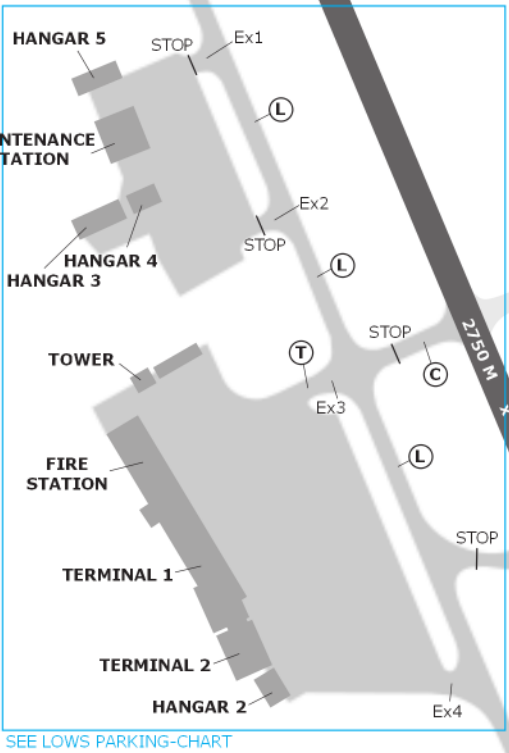 HANGAR 5
STOP
Ex1
L
NTENANCE
TATION
Ex2
STOP
HANGAR 4
HANGAR 3
L
STOP
2750 M
x
TOWER
T
C
Ex3
FIRE
STATION
L
STOP
TERMINAL 1
TERMINAL 2
HANGAR 2
Ex4
SEE LOWS PARKING-CHART